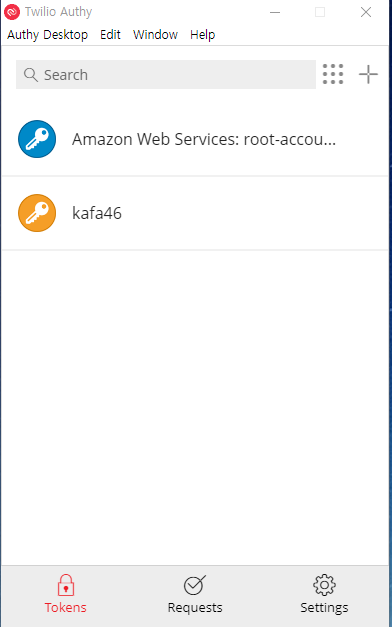 Twilio Authy
Authy Desktop Edit Window Help
Search
Amazon Web Services: root-accou...
kafa46
Tokens Requests Settings